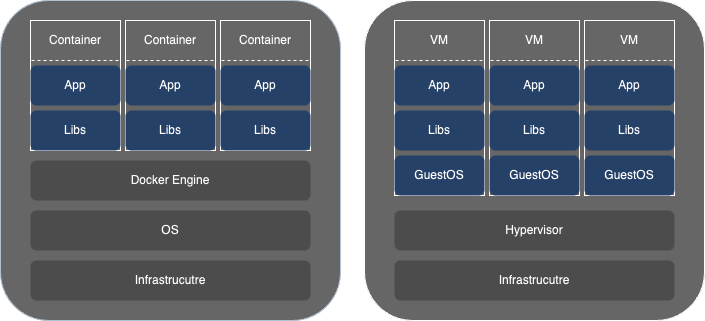 Container Container Container
App App App
Libs Libs Libs
Docker Engine
OS
Infrastrucutre
VM VM VM
App App App
Libs Libs Libs
GuestOS GuestOS GuestOS
Hypervisor
Infrastrucutre